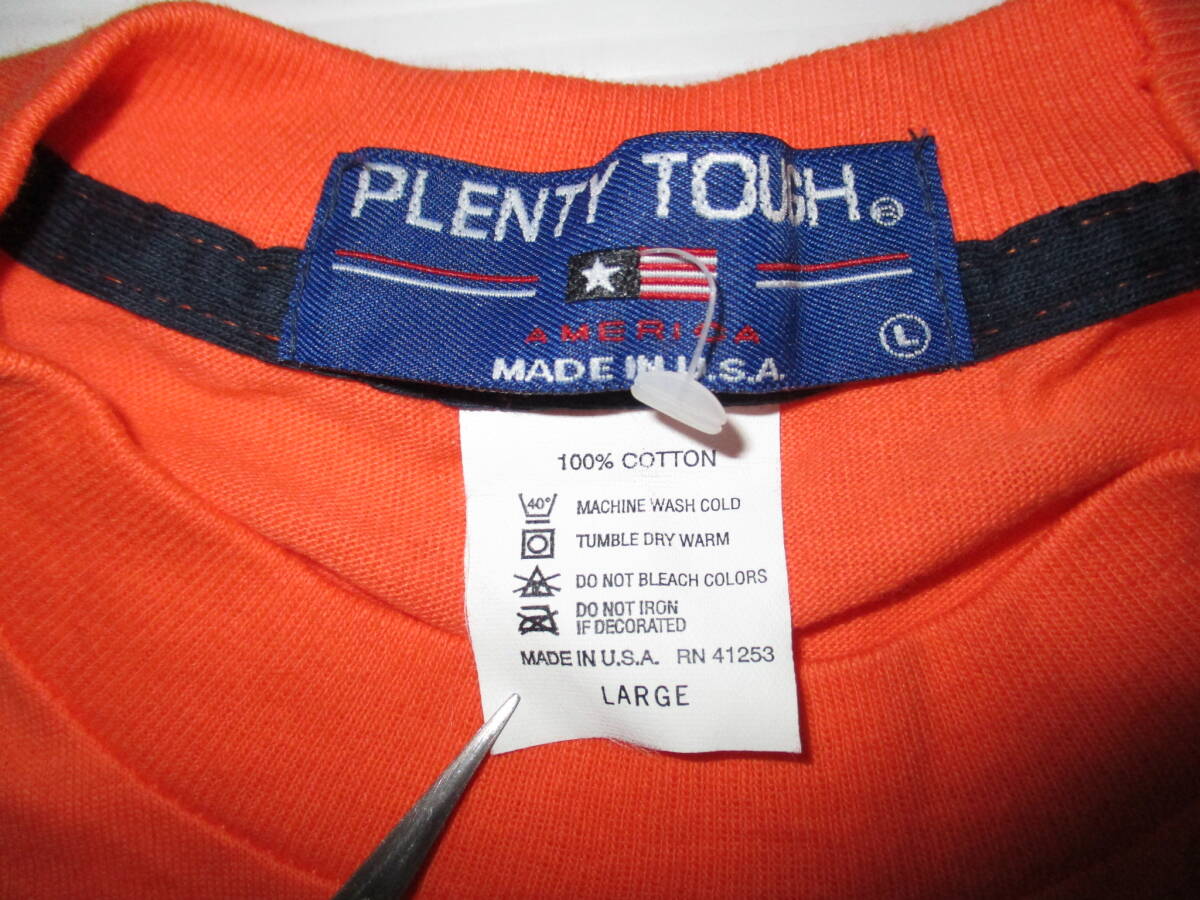 PLENTY TOUGH®
AMERICA
L
MADE IN U.S.A.
100% COTTON
40° MACHINE WASH COLD
TUMBLE DRY WARM
DO NOT BLEACH COLORS
DO NOT IRON
IF DECORATED
MADE IN U.S.A. RN 41253
LARGE